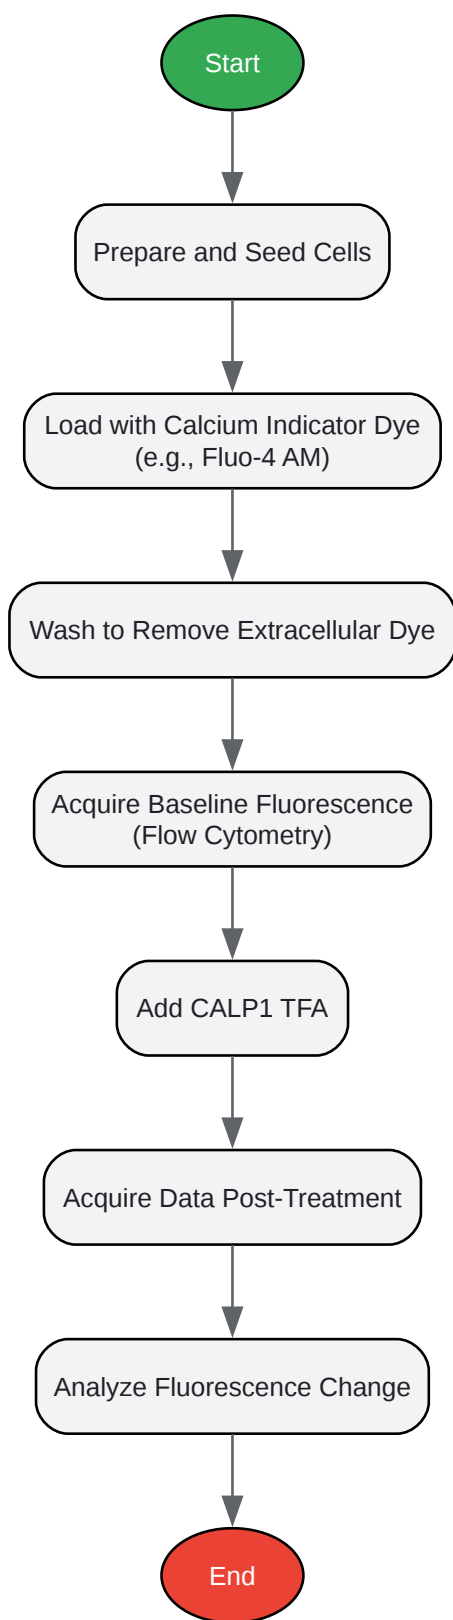 Start
Prepare and Seed Cells
Load with Calcium Indicator Dye
(e.g., Fluo-4 AM)
Wash to Remove Extracellular Dye
Acquire Baseline Fluorescence
(Flow Cytometry)
Add CALP1 TFA
Acquire Data Post-Treatment
Analyze Fluorescence Change
End